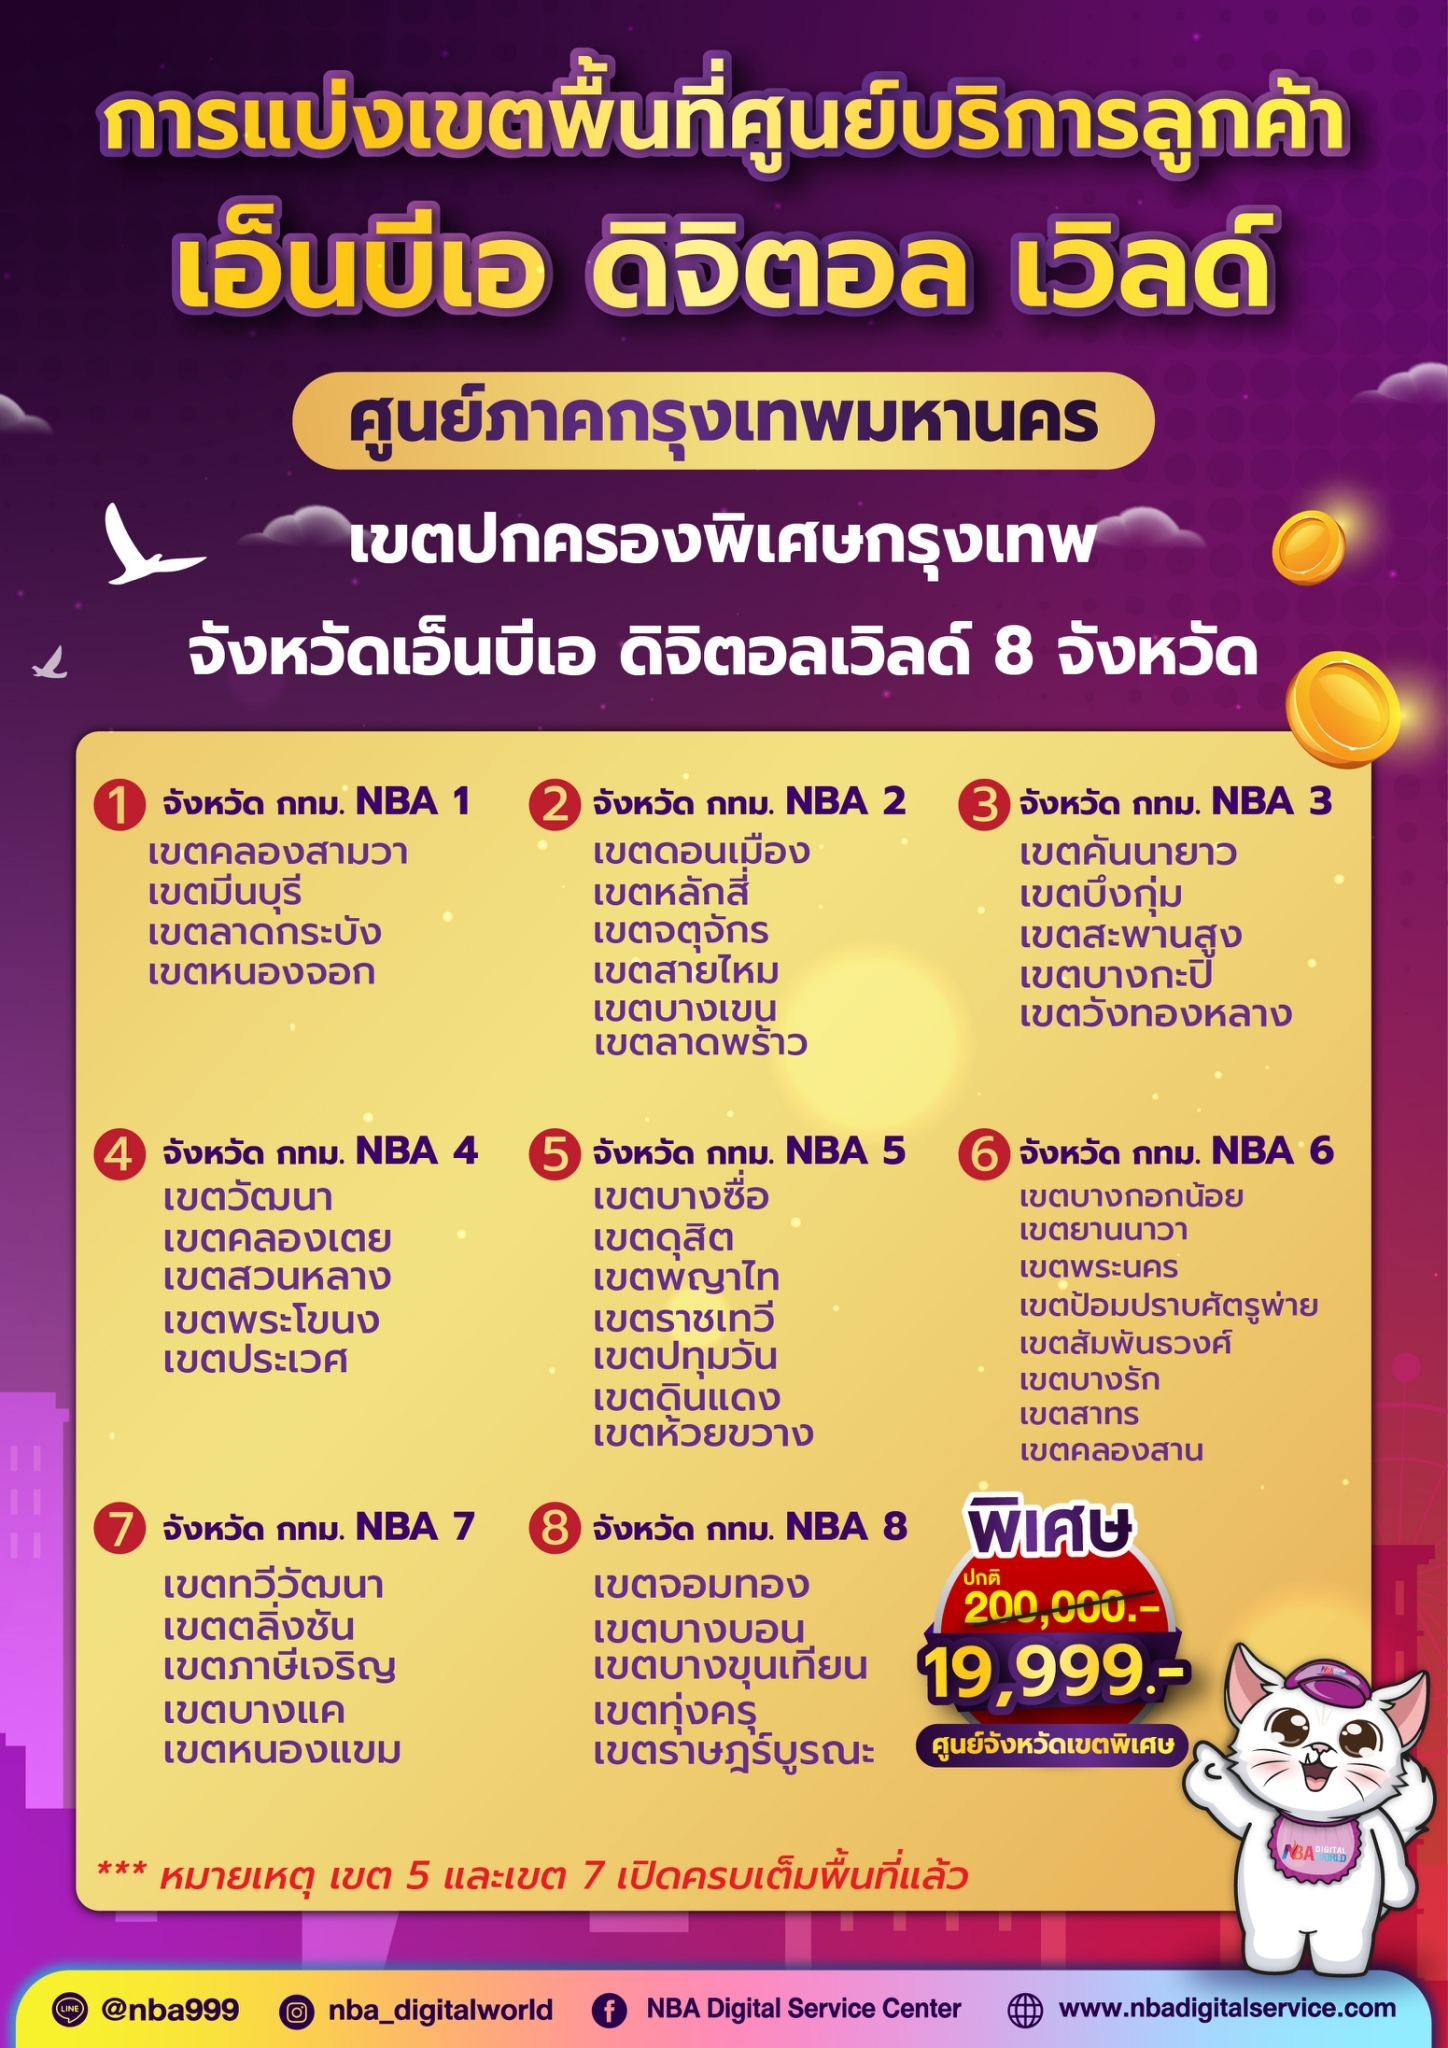 การแบ่งเขตพื้นที่ศูนย์บริการลูกค้า
เอ็นบีเอ ดิจิตอล เวิลด์
ศูนย์ภาคกรุงเทพมหานคร
เขตปกครองพิเศษกรุงเทพ
จังหวัดเอ็นบีเอ ดิจิตอลเวิลด์ 8 จังหวัด
1 จังหวัด กทม. NBA 1
เขตคลองสามวา
เขตมีนบุรี
เขตลาดกระบัง
เขตหนองจอก
2 จังหวัด กทม. NBA 2
เขตดอนเมือง
เขตหลักสี่
เขตจตุจักร
เขตสายไหม
เขตบางเขน
เขตลาดพร้าว
3 จังหวัด กทม. NBA 3
เขตคันนายาว
เขตบึงกุ่ม
เขตสะพานสูง
เขตบางกะปิ
เขตวังทองหลาง
4 จังหวัด กทม. NBA 4
เขตวัฒนา
เขตคลองเตย
เขตสวนหลาง
เขตพระโขนง
เขตประเวศ
5 จังหวัด กทม. NBA 5
เขตบางซื่อ
เขตดุสิต
เขตพญาไท
เขตราชเทวี
เขตปทุมวัน
เขตดินแดง
เขตห้วยขวาง
6 จังหวัด กทม. NBA 6
เขตบางกอกน้อย
เขตยานนาวา
เขตพระนคร
เขตป้อมปราบศัตรูพ่าย
เขตสัมพันธวงศ์
เขตบางรัก
เขตสาทร
เขตคลองสาน
7 จังหวัด กทม. NBA 7
เขตทวีวัฒนา
เขตตลิ่งชัน
เขตภาษีเจริญ
เขตบางแค
เขตหนองแขม
8 จังหวัด กทม. NBA 8
เขตจอมทอง
เขตบางบอน
เขตบางขุนเทียน
เขตทุ่งครุ
เขตราษฎร์บูรณะ
พิเศษ
ปกติ
200,000.-
19,999.-
ศูนย์จังหวัดเขตพิเศษ
NBA DIGITAL WORLD
*** หมายเหตุ เขต 5 และเขต 7 เปิดครบเต็มพื้นที่แล้ว
LINE @nba999 nba_digitalworld NBA Digital Service Center www.nbadigitalservice.com